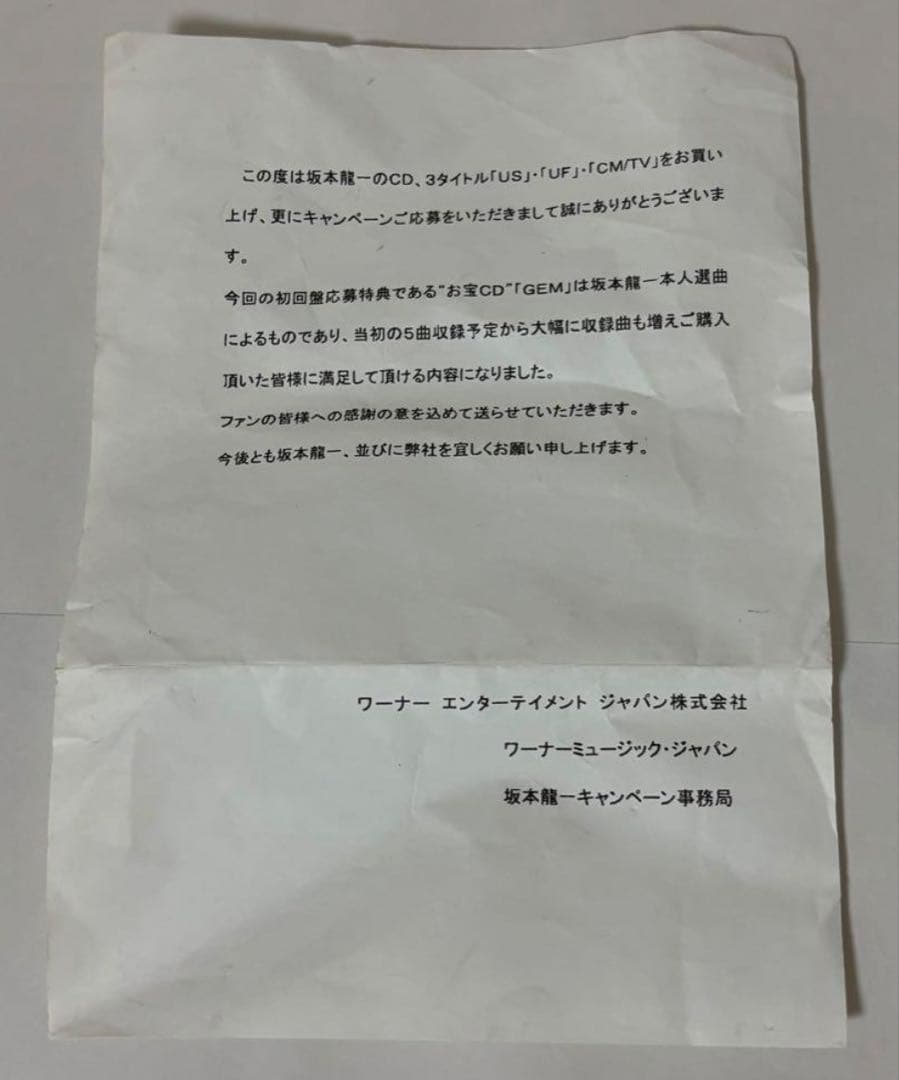 この度は坂本龍一のCD、3タイトル「US」・「UF」・「CM/TV」をお買い
上げ、更にキャンペーンご応募をいただきまして誠にありがとうございま
す。
今回の初回盤応募特典である"お宝CD"「GEM」は坂本龍一本人選曲
によるものであり、当初の5曲収録予定から大幅に収録曲も増えご購入
頂いた皆様に満足して頂ける内容になりました。
ファンの皆様への感謝の意を込めて送らせていただきます。
今後とも坂本龍一、並びに弊社を宜しくお願い申し上げます。
ワーナー エンターテイメント ジャパン株式会社
ワーナーミュージック・ジャパン
坂本龍一キャンペーン事務局